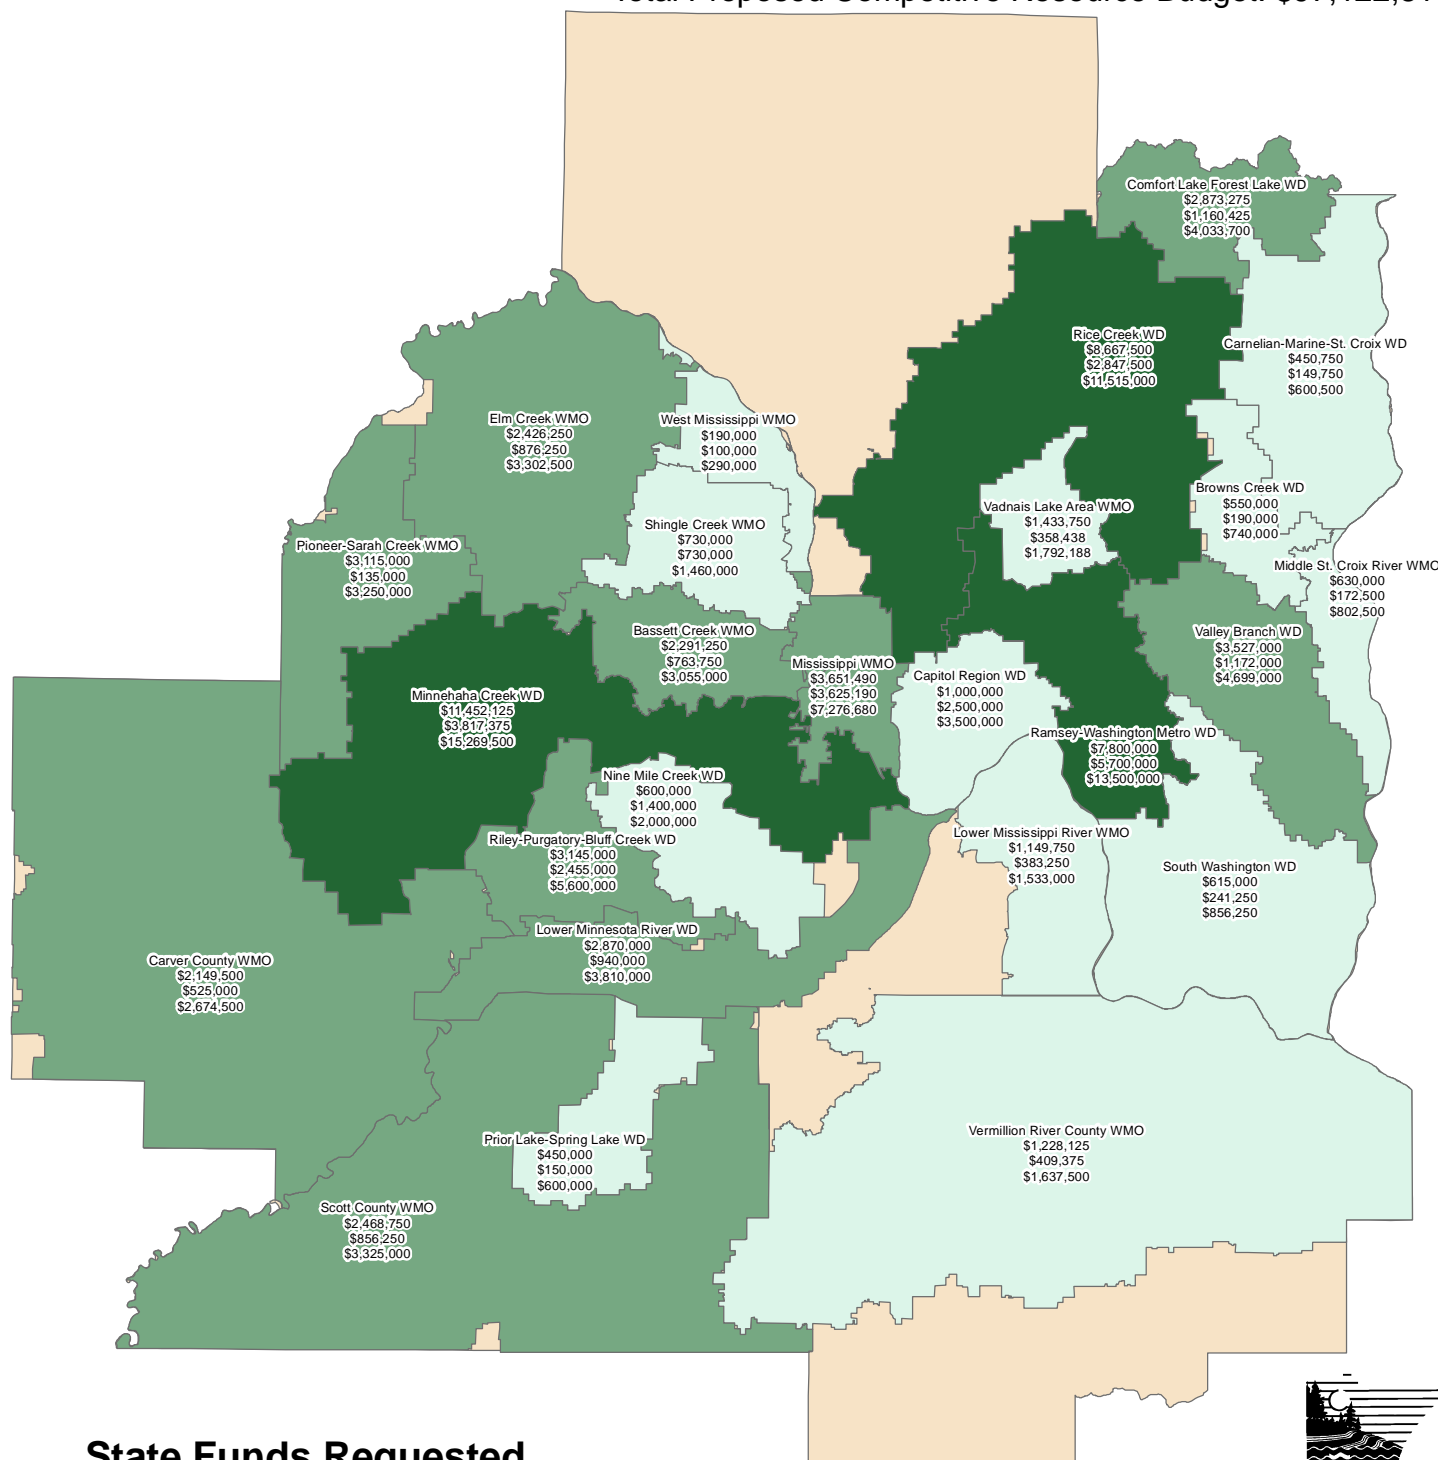 Comfort Lake Forest Lake WD
$2,873,275
$1,160,425
$4,033,700
Rice Creek WD
$8,667,500
$2,847,500
$11,515,000
Carnelian-Marine-St. Croix WD
$450,750
$149,750
$600,500
Elm Creek WMO
$2,426,250
$876,250
$3,302,500
West Mississippi WMO
$190,000
$100,000
$290,000
Browns Creek WD
$550,000
$190,000
$740,000
Vadnais Lake Area WMO
$1,433,750
$358,438
$1,792,188
Shingle Creek WMO
$730,000
$730,000
$1,460,000
Pioneer-Sarah Creek WMO
$3,115,000
$135,000
$3,250,000
Middle St. Croix River WMO
$630,000
$172,500
$802,500
Bassett Creek WMO
$2,291,250
$763,750
$3,055,000
Valley Branch WD
$3,527,000
$1,172,000
$4,699,000
Mississippi WMO
$3,651,490
$3,625,190
$7,276,680
Capitol Region WD
$1,000,000
$2,500,000
$3,500,000
Minnehaha Creek WD
$11,452,125
$3,817,375
$15,269,500
Ramsey-Washington Metro WD
$7,800,000
$5,700,000
$13,500,000
Nine Mile Creek WD
$600,000
$1,400,000
$2,000,000
Lower Mississippi River WMO
$1,149,750
$383,250
$1,533,000
Riley-Purgatory-Bluff Creek WD
$3,145,000
$2,455,000
$5,600,000
South Washington WD
$615,000
$241,250
$856,250
Lower Minnesota River WD
$2,870,000
$940,000
$3,810,000
Carver County WMO
$2,149,500
$525,000
$2,674,500
Vermillion River County WMO
$1,228,125
$409,375
$1,637,500
Prior Lake-Spring Lake WD
$450,000
$150,000
$600,000
Scott County WMO
$2,468,750
$856,250
$3,325,000
State Funds Requested